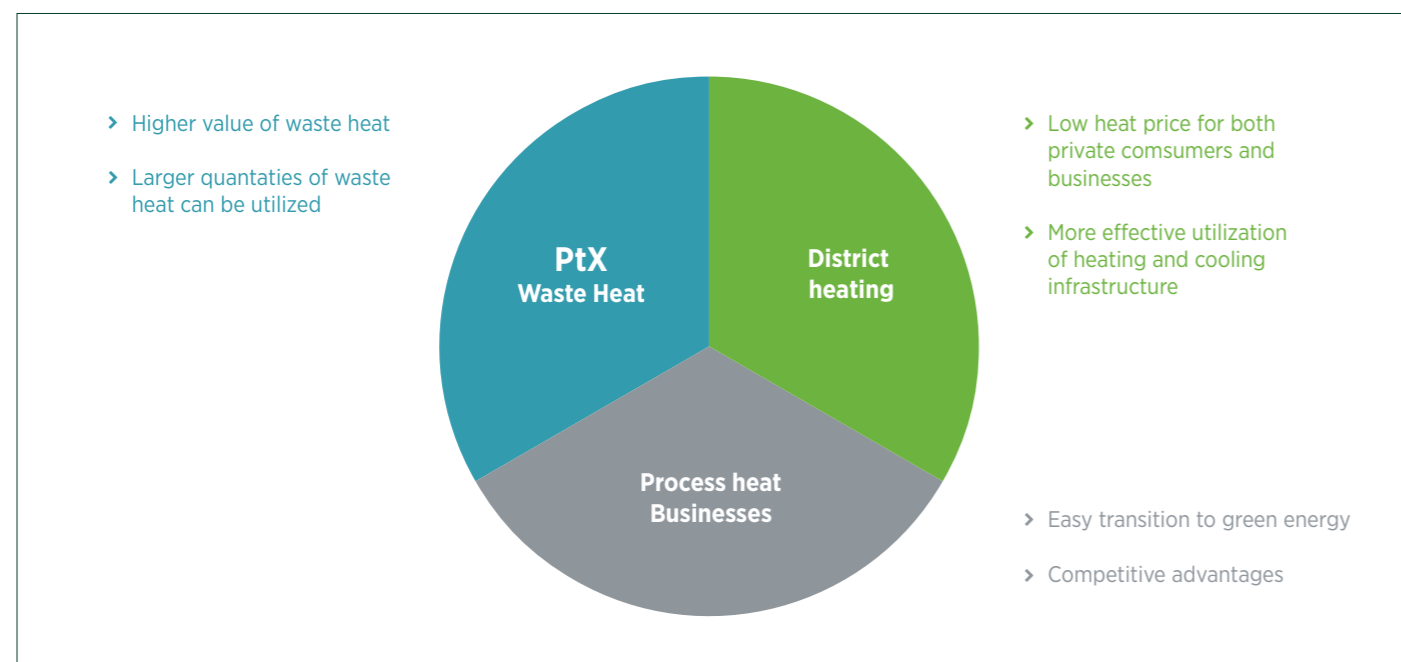 Higher value of waste heat
Larger quantaties of waste
heat can be utilized
PtX
Waste Heat
District
heating
Low heat price for both
private comsumers and
businesses
More effective utilization
of heating and cooling
infrastructure
Process heat
Businesses
Easy transition to green energy
Competitive advantages